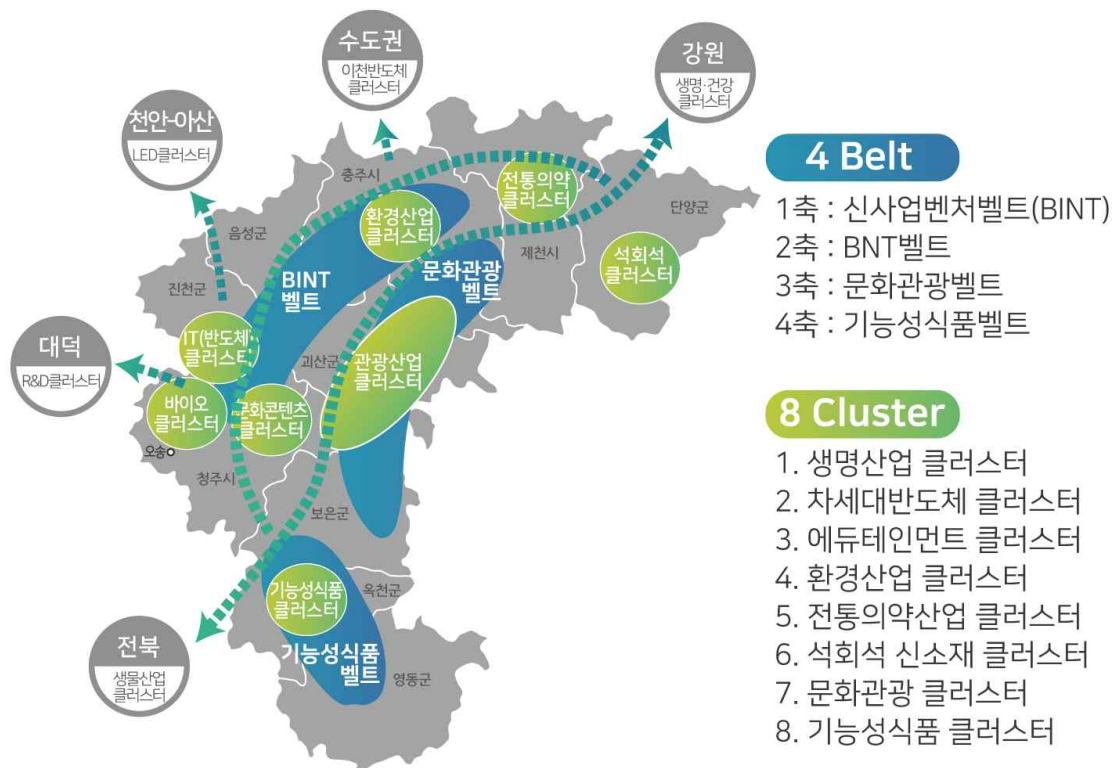 수도권
이천반도체
클러스터
강원
생명·건강
클러스터
천안-아산
LED클러스터
충주시
전통의약
클러스터
단양군
환경산업
클러스터
음성군
제천시
석회석
클러스터
문화관광
벨트
BINT
벨트
진천군
IT(반도체)
클러스터
괴산군
관광산업
클러스터
대덕
R&D클러스터
바이오
클러스터
문화콘텐츠
클러스터
오송
청주시
보은군
기능성식품
클러스터
옥천군
전북
생물산업
클러스터
기능성식품
벨트
영동군
4 Belt
1축 : 신사업벤처벨트(BINT)
2축 : BNT벨트
3축 : 문화관광벨트
4축 : 기능성식품벨트
8 Cluster
1. 생명산업 클러스터
2. 차세대반도체 클러스터
3. 에듀테인먼트 클러스터
4. 환경산업 클러스터
5. 전통의약산업 클러스터
6. 석회석 신소재 클러스터
7. 문화관광 클러스터
8. 기능성식품 클러스터